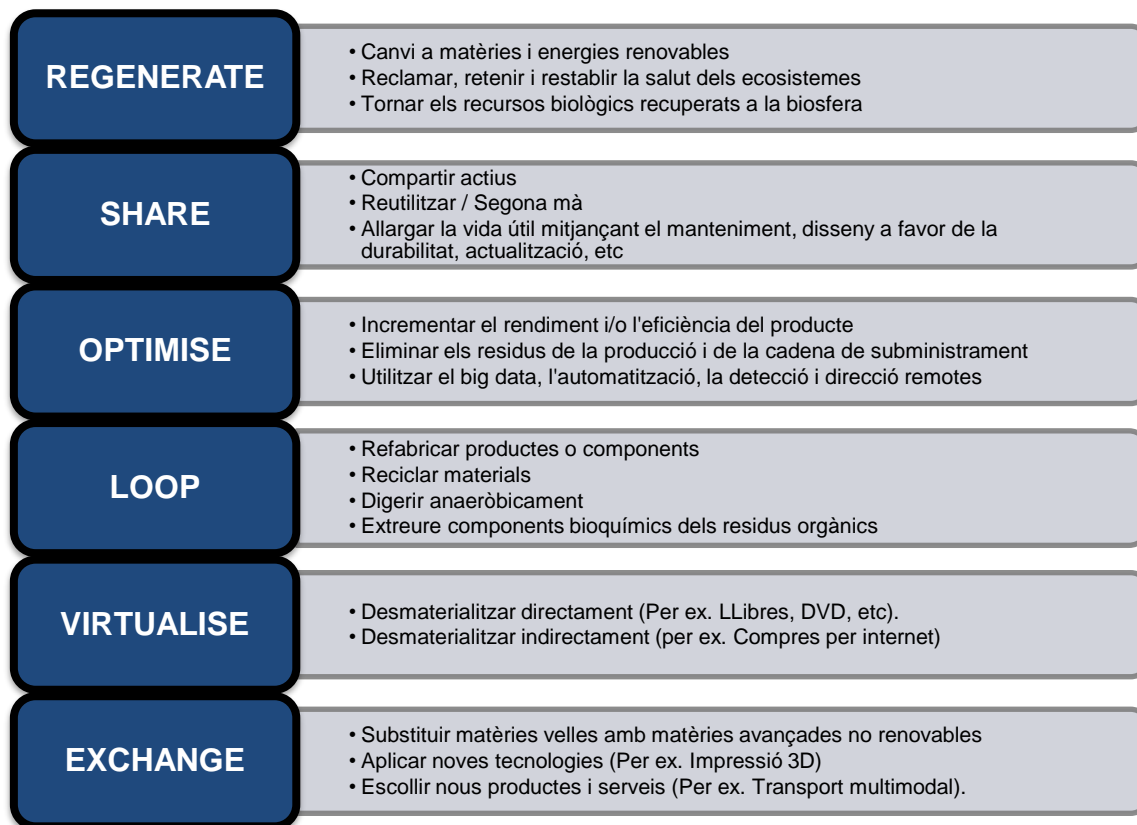 REGENERATE
• Canvi a matèries i energies renovables
• Reclamar, retenir i restablir la salut dels ecosistemes
• Tornar els recursos biològics recuperats a la biosfera
SHARE
• Compartir actius
• Reutilitzar / Segona mà
• Allargar la vida útil mitjançant el manteniment, disseny a favor de la
durabilitat, actualització, etc
OPTIMISE
• Incrementar el rendiment i/o l'eficiència del producte
• Eliminar els residus de la producció i de la cadena de subministrament
• Utilitzar el big data, l'automatització, la detecció i direcció remotes
LOOP
• Refabricar productes o components
• Reciclar materials
• Digerir anaeròbicament
• Extreure components bioquímics dels residus orgànics
VIRTUALISE
• Desmaterialitzar directament (Per ex. LLibres, DVD, etc).
• Desmaterialitzar indirectament (per ex. Compres per internet)
EXCHANGE
• Substituir matèries velles amb matèries avançades no renovables
• Aplicar noves tecnologies (Per ex. Impressió 3D)
• Escollir nous productes i serveis (Per ex. Transport multimodal).